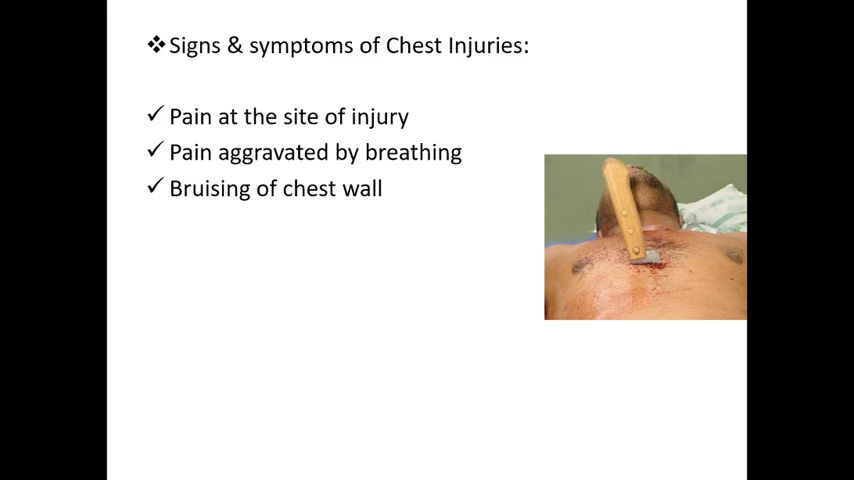 ❖Signs & symptoms of Chest Injuries:
✓ Pain at the site of injury
✓ Pain aggravated by breathing
✓ Bruising of chest wall